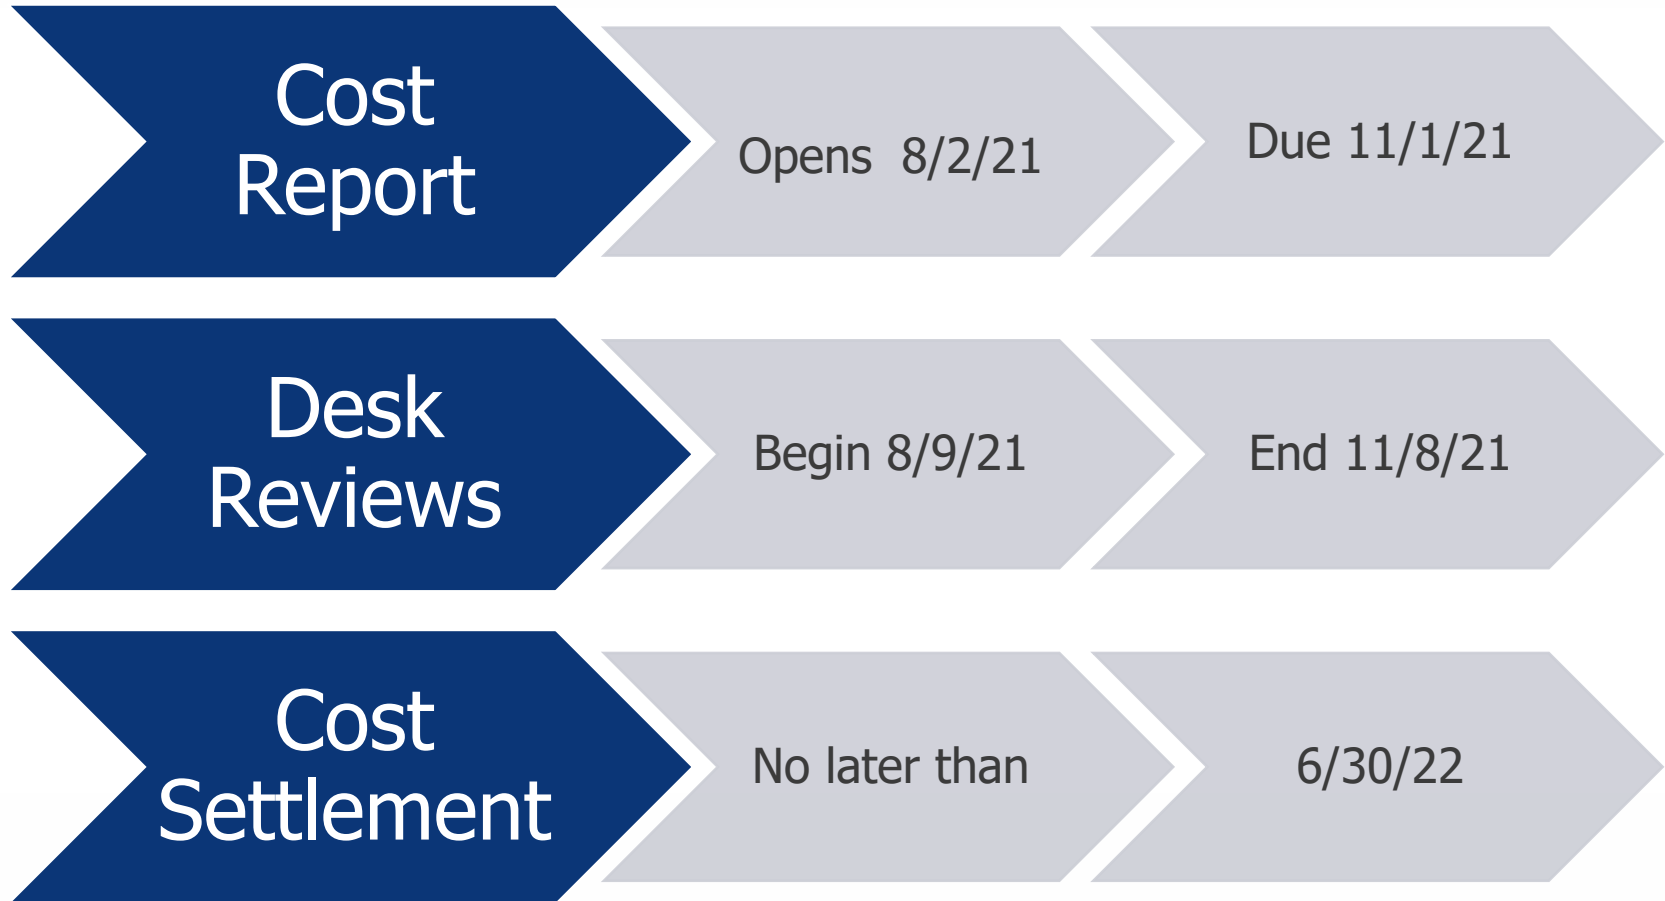 Cost
Report
Opens  8/2/21
Due 11/1/21
Desk
Reviews
Begin 8/9/21
End 11/8/21
Cost
Settlement
No later than
6/30/22